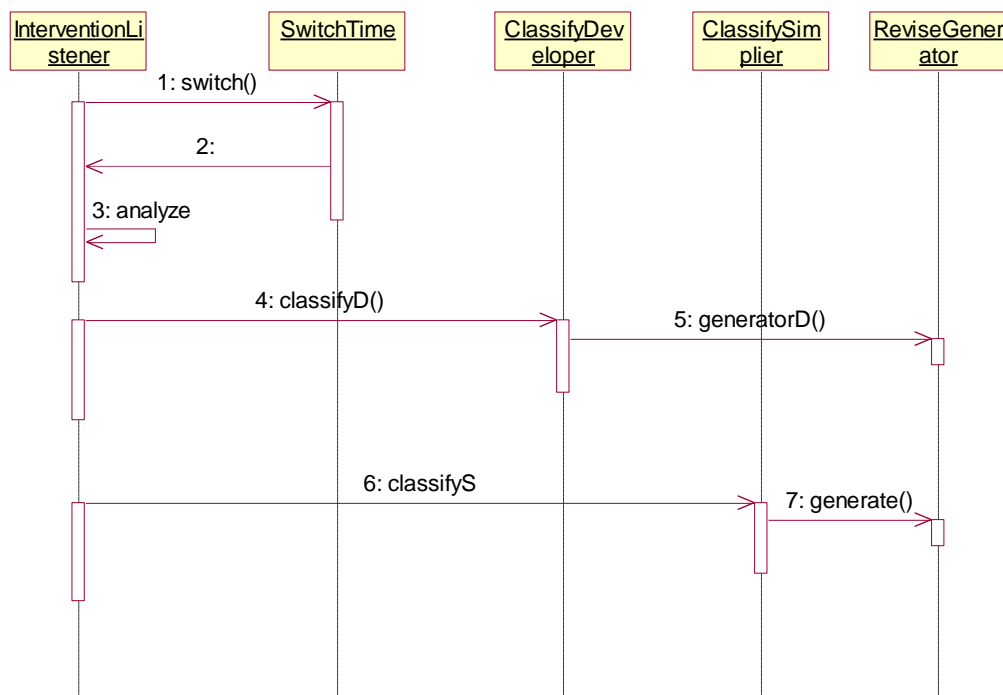 InterventionLi
stener
SwitchTime
ClassifyDev
eloper
ClassifySim
plier
ReviseGener
ator
1: switch()
2:
3: analyze
4: classifyD()
5: generatorD()
6: classifyS
7: generate()